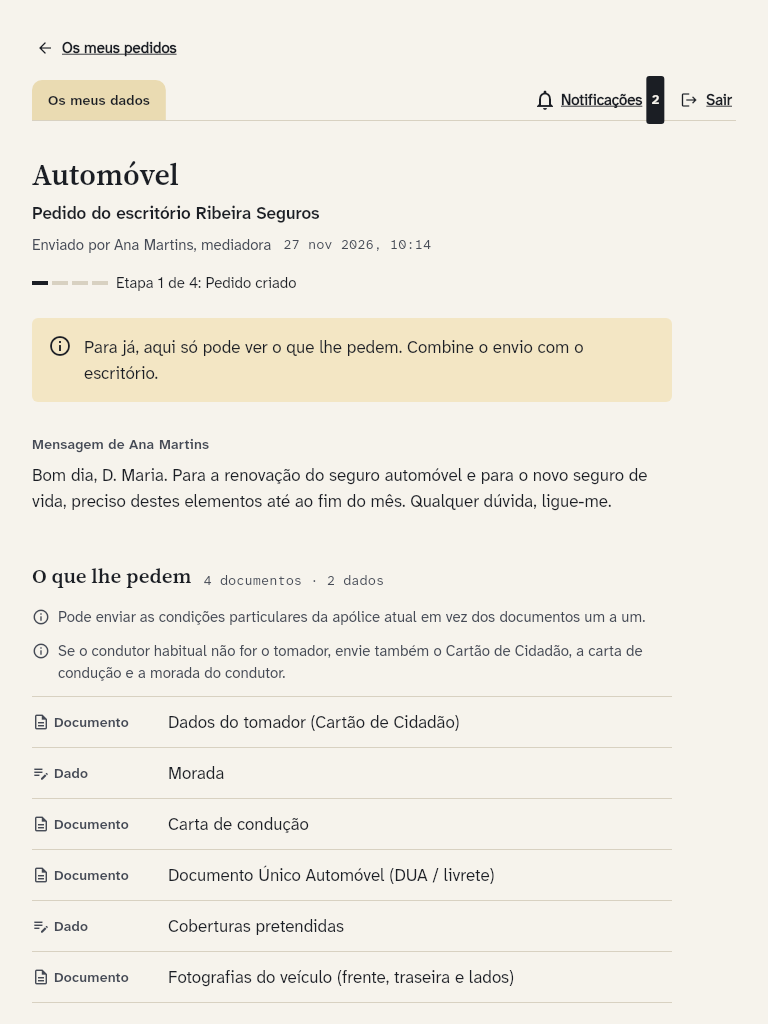 Os meus pedidos
Os meus dados
Notificações 2
Sair
Automóvel
Pedido do escritório Ribeira Seguros
Enviado por Ana Martins, mediadora 27 nov 2026, 10:14
Etapa 1 de 4: Pedido criado
Para já, aqui só pode ver o que lhe pedem. Combine o envio com o
escritório.
Mensagem de Ana Martins
Bom dia, D. Maria. Para a renovação do seguro automóvel e para o novo seguro de
vida, preciso destes elementos até ao fim do mês. Qualquer dúvida, ligue-me.
O que lhe pedem 4 documentos · 2 dados
Pode enviar as condições particulares da apólice atual em vez dos documentos um a um.
Se o condutor habitual não for o tomador, envie também o Cartão de Cidadão, a carta de
condução e a morada do condutor.
Documento Dados do tomador (Cartão de Cidadão)
Dado Morada
Documento Carta de condução
Documento Documento Único Automóvel (DUA / livrete)
Dado Coberturas pretendidas
Documento Fotografias do veículo (frente, traseira e lados)